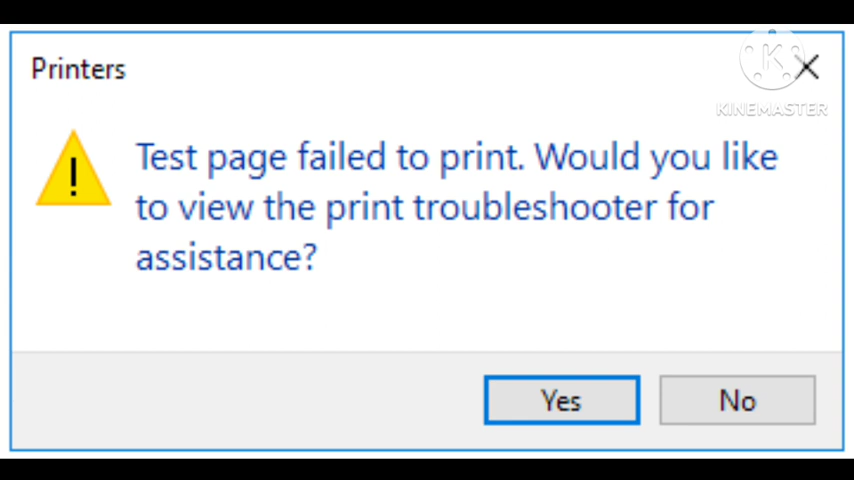 Printers
K
KINEMASTER
Test page failed to print. Would you like
to view the print troubleshooter for
assistance?
Yes
No